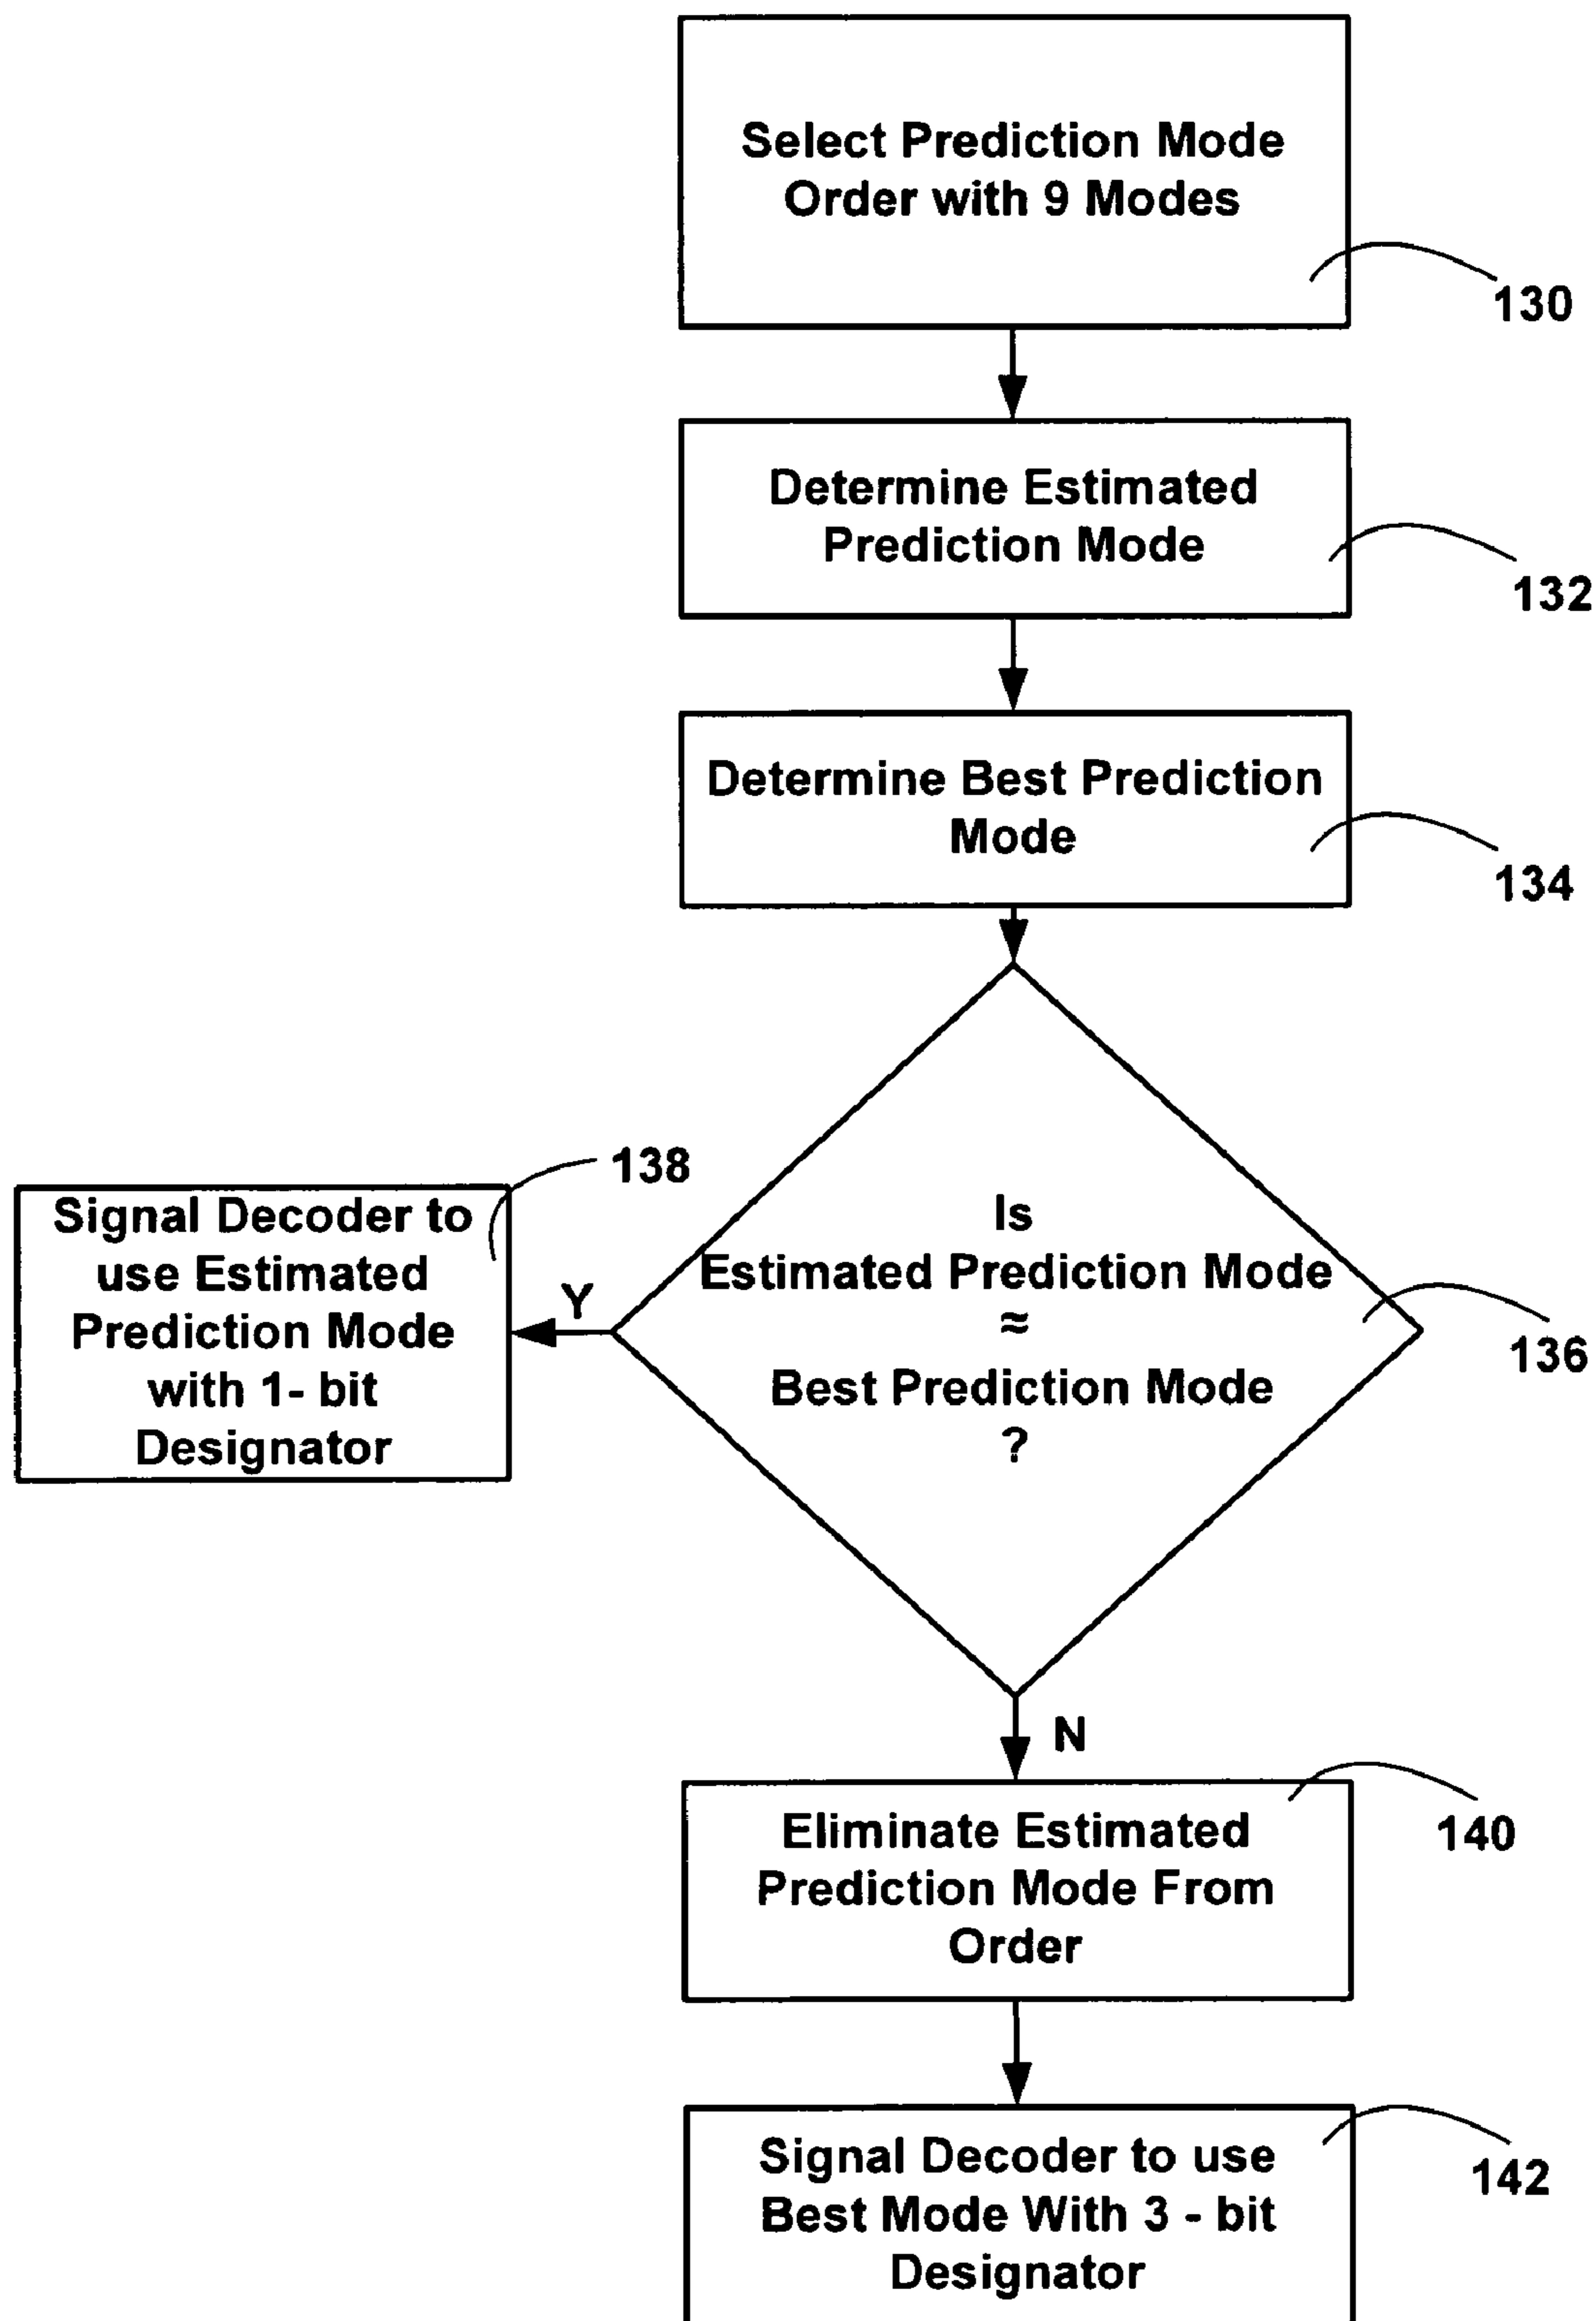 Select Prediction Mode
Order with 9 Modes
130
Determine Estimated
Prediction Mode
132
Determine Best Prediction
Mode
134
Is
Estimated Prediction Mode
≈
Best Prediction Mode
?
136
138
Signal Decoder to
use Estimated
Prediction Mode
with 1- bit
Designator
Y
N
Eliminate Estimated
Prediction Mode From
Order
140
Signal Decoder to use
Best Mode With 3 - bit
Designator
142